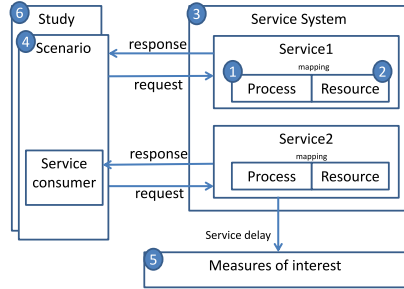 6
Study
4
Scenario
Service
consumer
response
request
response
request
3
Service System
Service1
mapping
1
2
Process
Resource
Service2
mapping
Process
Resource
Service delay
5
Measures of interest